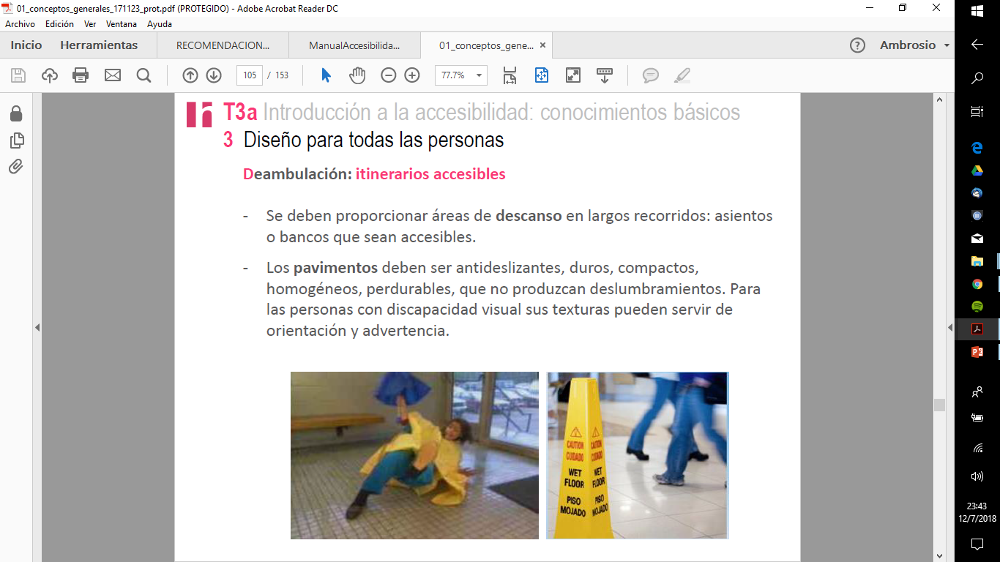 01_conceptos_generales_171123_prot.pdf (PROTEGIDO) - Adobe Acrobat Reader DC
Archivo Edición Ver Ventana Ayuda
Inicio Herramientas RECOMENDACION... ManualAccesibilida... 01_conceptos_gene... × ? Ambrosio
105 / 153 77.7%
T3a Introducción a la accesibilidad: conocimientos básicos
3 Diseño para todas las personas
Deambulación: itinerarios accesibles
- Se deben proporcionar áreas de descanso en largos recorridos: asientos
o bancos que sean accesibles.
- Los pavimentos deben ser antideslizantes, duros, compactos,
homogéneos, perdurables, que no produzcan deslumbramientos. Para
las personas con discapacidad visual sus texturas pueden servir de
orientación y advertencia.
CAUTION CAUTION
CUIDADO CUIDADO
WET WET
FLOOR FLOOR
PISO PISO
MOJADO MOJADO
23:43
12/7/2018